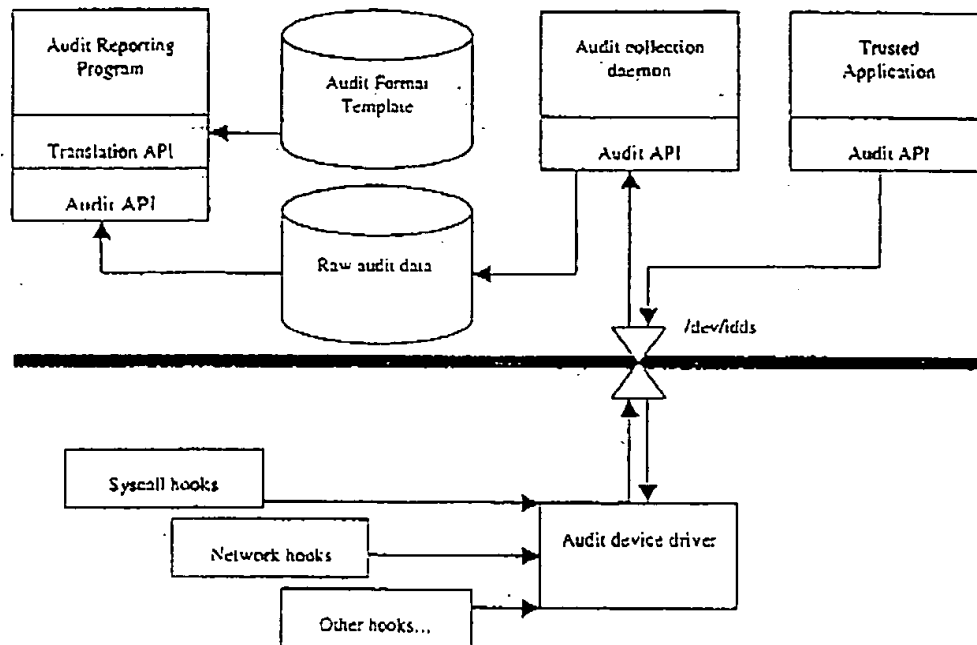 Audit Reporting
Program
Translation API
Audit API
Audit Format
Template
Raw audit data
Audit collection
daemon
Audit API
Trusted
Application
Audit API
/dev/idds
Syscall hooks
Network hooks
Other hooks...
Audit device driver